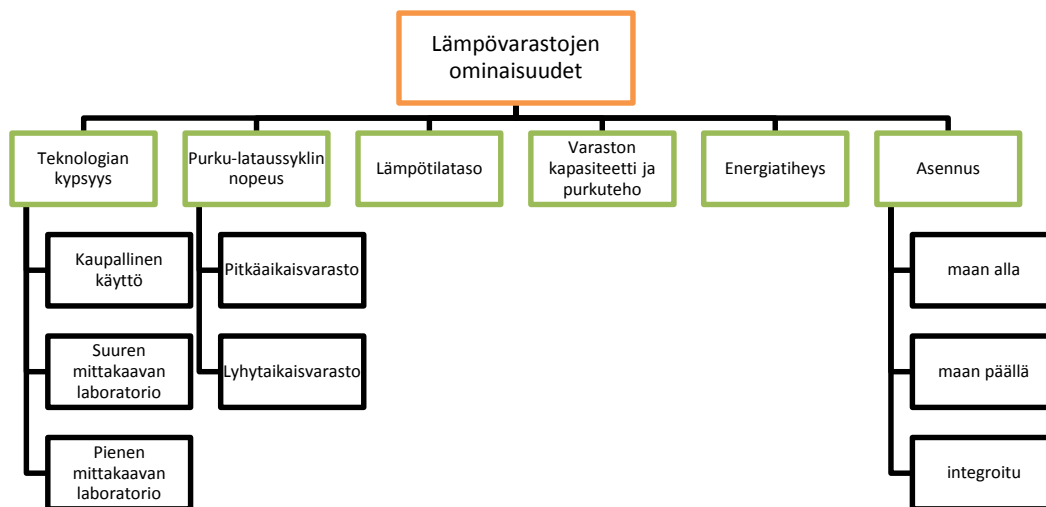 Lämpövarastojen
ominaisuudet
Teknologian
kypsyys
Purku-lataussyklin
nopeus
Lämpötilataso
Varaston
kapasiteetti ja
purkuteho
Energiatiheys
Asennus
Kaupallinen
käyttö
Suuren
mittakaavan
laboratorio
Pienen
mittakaavan
laboratorio
Pitkäaikaisvarasto
Lyhytaikaisvarasto
maan alla
maan päällä
integroitu